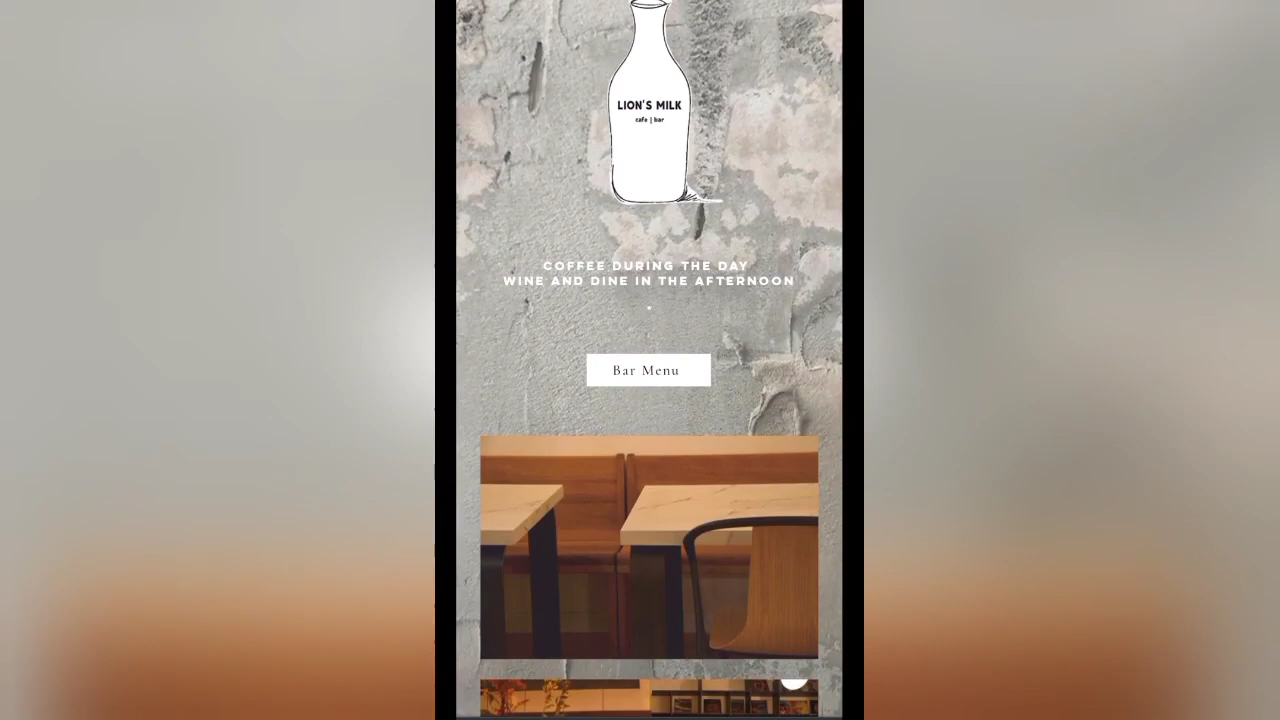 LION'S MILK
cafe | bar
COFFEE DURING THE DAY
WINE AND DINE IN THE AFTERNOON
Bar Menu